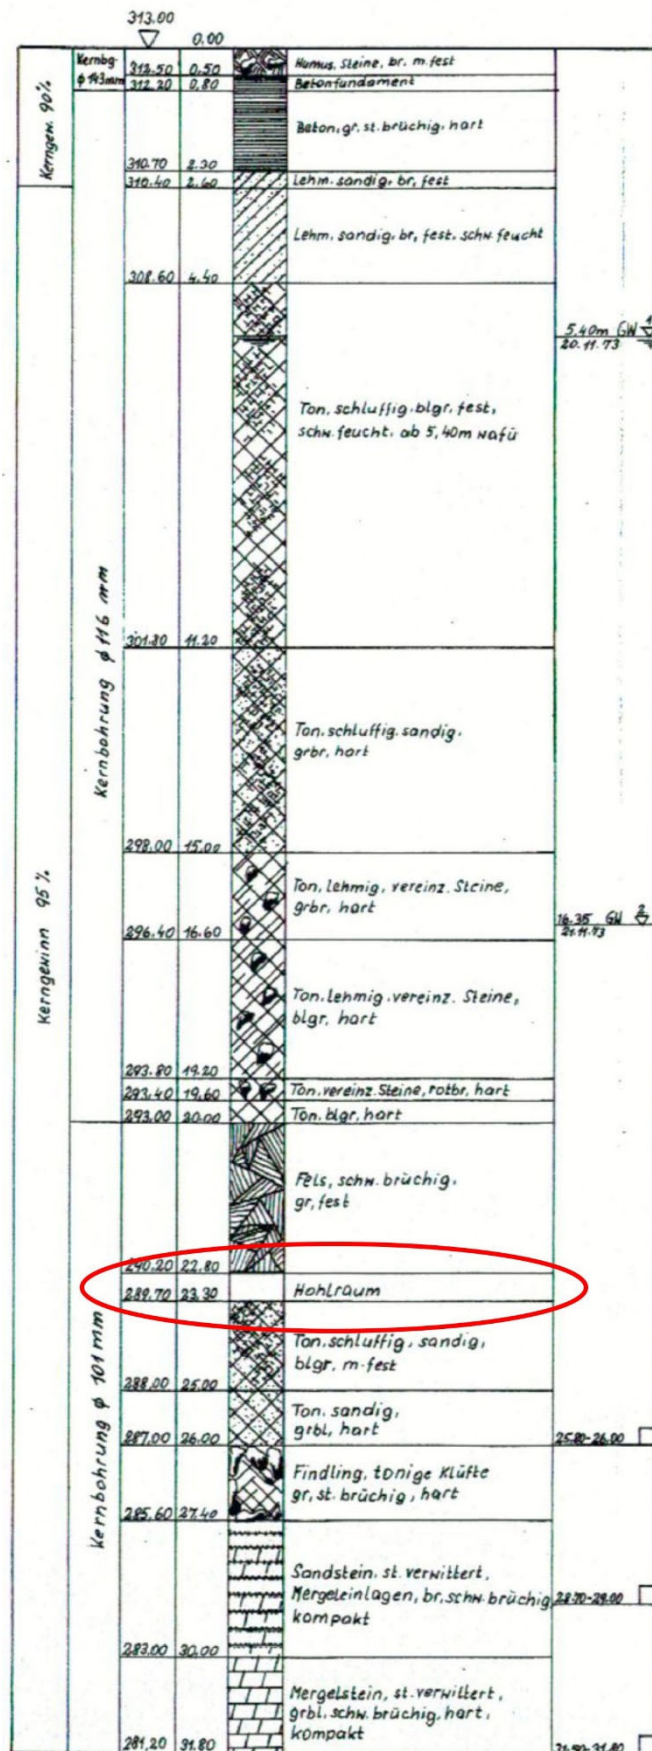 313.00
0.00
Kernbg. Humus, Steine, br, m.fest
ϕ 143mm 312.50 0.50
312.20 0.80 Betonfundament
Kerngew. 90%
Beton, gr, st. brüchig, hart
310.70 2.30
310.40 2.60 Lehm, sandig, br, fest
Lehm, sandig, br, fest, schw. feucht
308.60 4.40
5.40m GW 1
20.11.73
Ton, schluffig, blgr, fest,
schw. feucht, ab 5,40m wafü
301.80 11.20
Kernbohrung ϕ 116 mm
Ton, schluffig, sandig,
grbr, hart
298.00 15.00
Ton, lehmig, vereinz. Steine,
grbr, hart
16.35 GW 2
21.11.73
296.40 16.60
Kerngewinn 95%
Ton, lehmig, vereinz. Steine,
blgr, hart
293.80 19.20
293.40 19.60 Ton, vereinz. Steine, rotbr, hart
293.00 20.00 Ton, blgr, hart
Fels, schw. brüchig,
gr, fest
290.20 22.80
289.70 23.30 Hohlraum
Kernbohrung ϕ 101 mm
Ton, schluffig, sandig,
blgr, m-fest
288.00 25.00
Ton, sandig,
grbl, hart
287.00 26.00 25.80-26.00
Findling, tonige Klüfte
gr, st. brüchig, hart
285.60 27.40
Sandstein, st. verwittert,
Mergeleinlagen, br, schw. brüchig, 28.70-29.00
kompakt
283.00 30.00
Mergelstein, st. verwittert,
grbl, schw. brüchig, hart,
kompakt
281.20 31.80